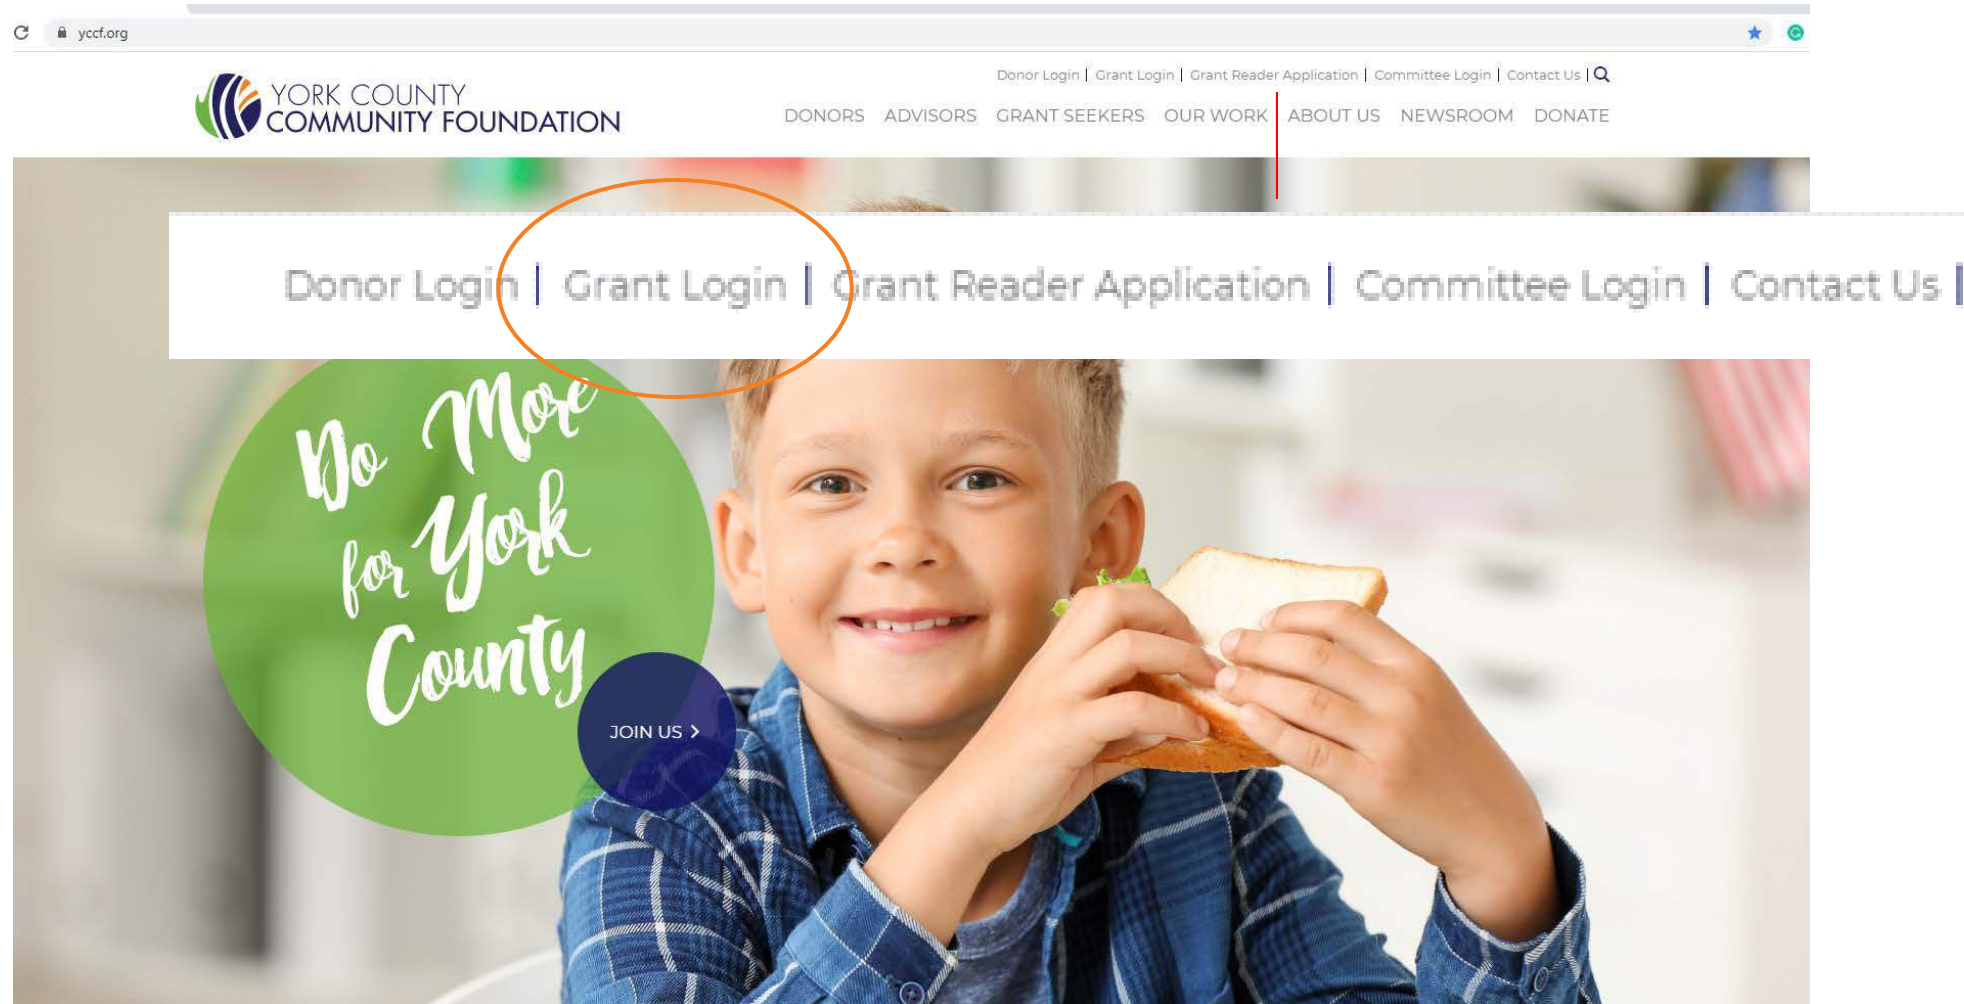 yccf.org
Donor Login | Grant Login | Grant Reader Application | Committee Login | Contact Us |
YORK COUNTY
COMMUNITY FOUNDATION
DONORS ADVISORS GRANT SEEKERS OUR WORK ABOUT US NEWSROOM DONATE
Donor Login | Grant Login | Grant Reader Application | Committee Login | Contact Us |
Do More
for York
County
JOIN US >